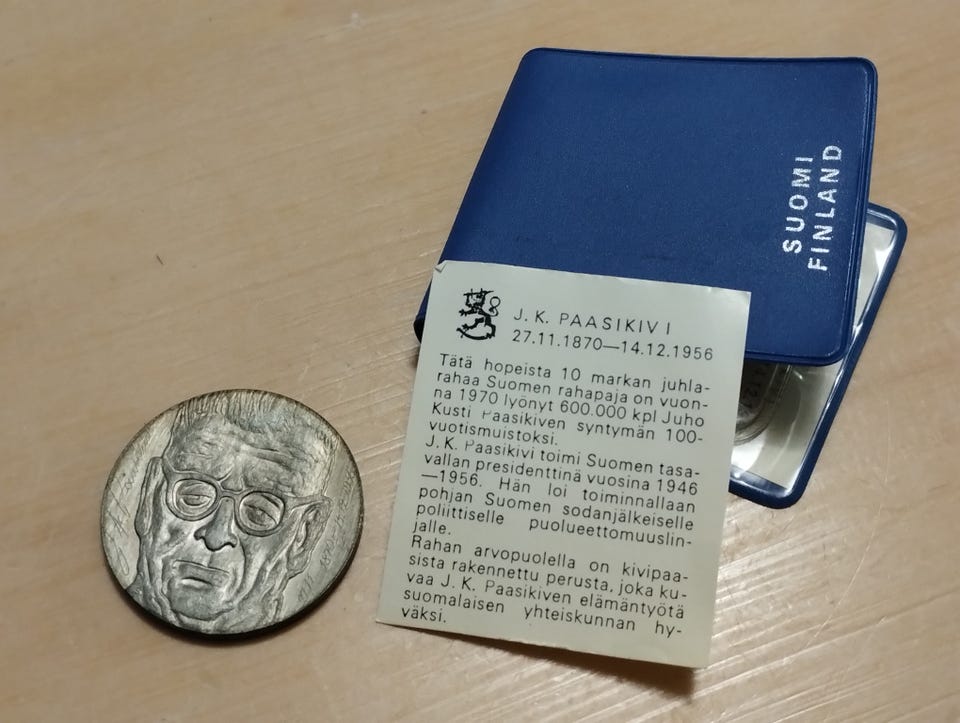 SUOMI
FINLAND
J. K. PAASIKIVI
27.11.1870—14.12.1956
Tätä hopeista 10 markan juhla-
rahaa Suomen rahapaja on vuon-
na 1970 lyönyt 600.000 kpl Juho
Kusti Paasikiven syntymän 100-
vuotismuistoksi.
J. K. Paasikivi toimi Suomen tasa-
vallan presidenttinä vuosina 1946
—1956. Hän loi toiminnallaan
pohjan Suomen sodanjälkeiselle
poliittiselle puolueettomuuslin-
jalle.
Rahan arvopuolella on kivipaa-
sista rakennettu perusta, joka ku-
vaa J. K. Paasikiven elämäntyötä
suomalaisen yhteiskunnan hy-
väksi.